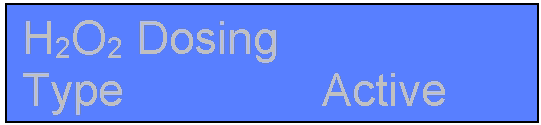 H₂O₂ Dosing
Type Active